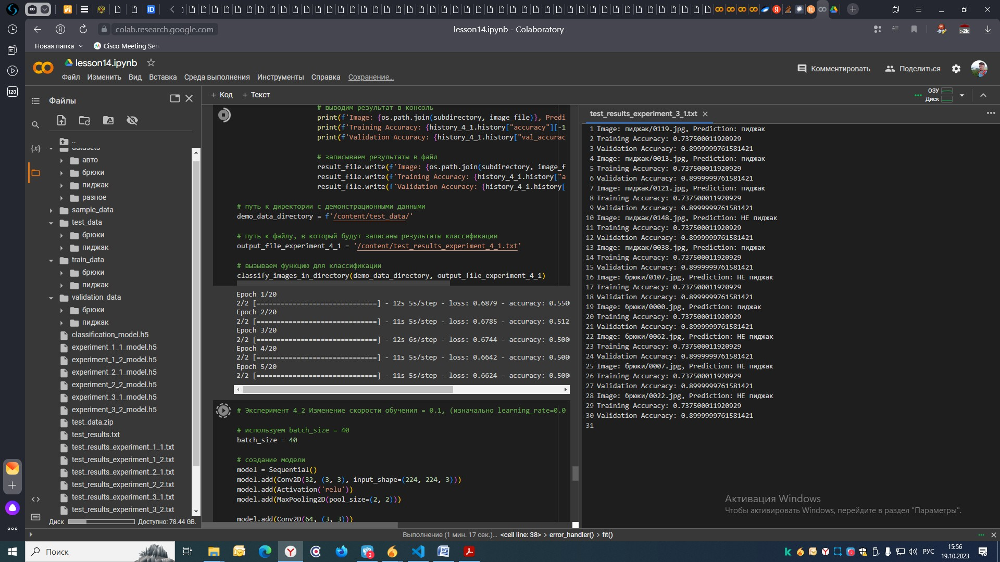 colab.research.google.com
lesson14.ipynb - Colaboratory
>2k
120
Новая папка
Cisco Meeting Ser
lesson14.ipynb
Комментировать
Поделиться
Файл Изменить Вид Вставка Среда выполнения Инструменты Справка Сохранение...
Файлы
+ Код + Текст
ОЗУ
Диск
..
datasets
авто
брюки
пиджак
разное
sample_data
test_data
брюки
пиджак
train_data
брюки
пиджак
validation_data
брюки
пиджак
classification_model.h5
experiment_1_1_model.h5
experiment_1_2_model.h5
experiment_2_1_model.h5
experiment_2_2_model.h5
experiment_3_1_model.h5
experiment_3_2_model.h5
test_data.zip
test_results.txt
test_results_experiment_1_1.txt
test_results_experiment_1_2.txt
test_results_experiment_2_1.txt
test_results_experiment_2_2.txt
test_results_experiment_3_1.txt
test_results_experiment_3_2.txt
Диск Доступно: 78.44 GB.
# выводим результат в консоль
print(f'Image: {os.path.join(subdirectory, image_file)}, Predi
print(f'Training Accuracy: {history_4_1.history["accuracy"][-1
print(f'Validation Accuracy: {history_4_1.history["val_accurac
# записываем результаты в файл
result_file.write(f'Image: {os.path.join(subdirectory, image_f
result_file.write(f'Training Accuracy: {history_4_1.history["a
result_file.write(f'Validation Accuracy: {history_4_1.history[
# путь к директории с демонстрационными данными
demo_data_directory = f'/content/test_data/'
# путь к файлу, в который будут записаны результаты классификации
output_file_experiment_4_1 = '/content/test_results_experiment_4_1.txt'
# вызываем функцию для классификации
classify_images_in_directory(demo_data_directory, output_file_experiment_4_1)
Epoch 1/20
2/2 [==============================] - 12s 5s/step - loss: 0.6879 - accuracy: 0.550
Epoch 2/20
2/2 [==============================] - 11s 5s/step - loss: 0.6785 - accuracy: 0.512
Epoch 3/20
2/2 [==============================] - 12s 6s/step - loss: 0.6744 - accuracy: 0.500
Epoch 4/20
2/2 [==============================] - 11s 5s/step - loss: 0.6642 - accuracy: 0.500
Epoch 5/20
2/2 [==============================] - 11s 5s/step - loss: 0.6624 - accuracy: 0.500
# Эксперимент 4_2 Изменение скорости обучения = 0.1, (изначально learning_rate=0.0
# используем batch_size = 40
batch_size = 40
# создание модели
model = Sequential()
model.add(Conv2D(32, (3, 3), input_shape=(224, 224, 3)))
model.add(Activation('relu'))
model.add(MaxPooling2D(pool_size=(2, 2)))
model.add(Conv2D(64, (3, 3)))
test_results_experiment_3_1.txt
1 Image: пиджак/0119.jpg, Prediction: пиджак
2 Training Accuracy: 0.737500011920929
3 Validation Accuracy: 0.8999999761581421
4 Image: пиджак/0013.jpg, Prediction: пиджак
5 Training Accuracy: 0.737500011920929
6 Validation Accuracy: 0.8999999761581421
7 Image: пиджак/0121.jpg, Prediction: пиджак
8 Training Accuracy: 0.737500011920929
9 Validation Accuracy: 0.8999999761581421
10 Image: пиджак/0148.jpg, Prediction: НЕ пиджак
11 Training Accuracy: 0.737500011920929
12 Validation Accuracy: 0.8999999761581421
13 Image: пиджак/0038.jpg, Prediction: пиджак
14 Training Accuracy: 0.737500011920929
15 Validation Accuracy: 0.8999999761581421
16 Image: брюки/0107.jpg, Prediction: НЕ пиджак
17 Training Accuracy: 0.737500011920929
18 Validation Accuracy: 0.8999999761581421
19 Image: брюки/0000.jpg, Prediction: пиджак
20 Training Accuracy: 0.737500011920929
21 Validation Accuracy: 0.8999999761581421
22 Image: брюки/0062.jpg, Prediction: НЕ пиджак
23 Training Accuracy: 0.737500011920929
24 Validation Accuracy: 0.8999999761581421
25 Image: брюки/0007.jpg, Prediction: НЕ пиджак
26 Training Accuracy: 0.737500011920929
27 Validation Accuracy: 0.8999999761581421
28 Image: брюки/0022.jpg, Prediction: НЕ пиджак
29 Training Accuracy: 0.737500011920929
30 Validation Accuracy: 0.8999999761581421
31
Активация Windows
Чтобы активировать Windows, перейдите в раздел "Параметры".
Выполнение (1 мин. 17 сек.)... <cell line: 38> > error_handler() > fit()
Поиск
РУС
15:56
19.10.2023